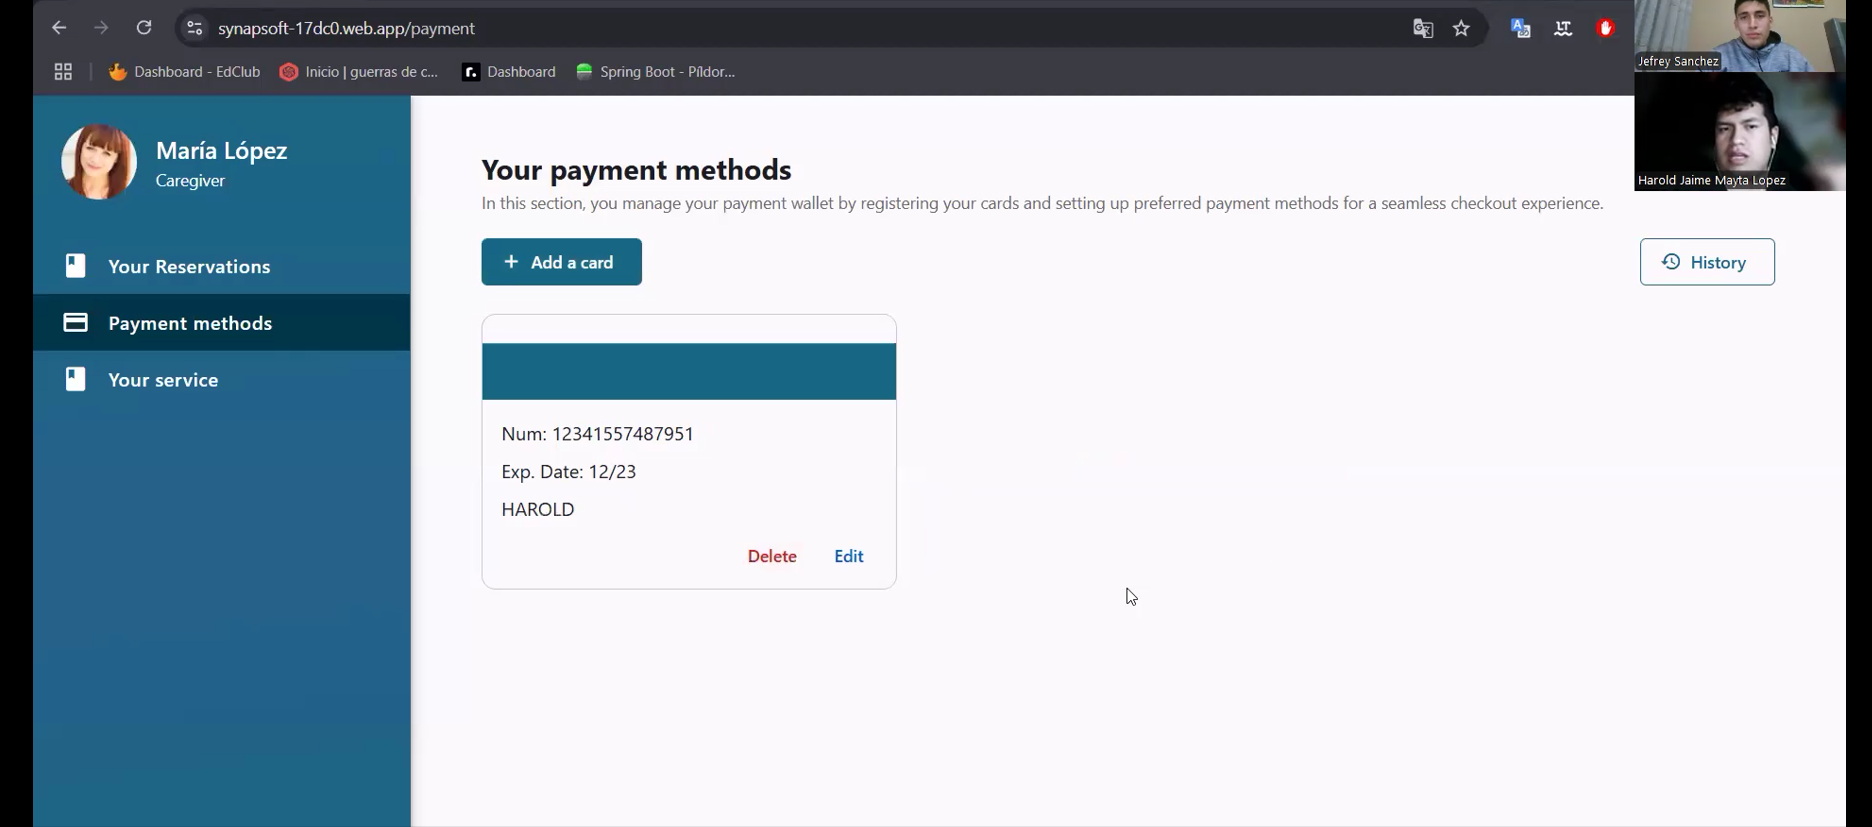 synapsoft-17dc0.web.app/payment
Dashboard - EdClub
Inicio | guerras de c...
Dashboard
Spring Boot - Píldor...
Jefrey Sanchez
Harold Jaime Mayta Lopez
María López
Caregiver
Your Reservations
Payment methods
Your service
Your payment methods
In this section, you manage your payment wallet by registering your cards and setting up preferred payment methods for a seamless checkout experience.
+ Add a card
History
Num: 12341557487951
Exp. Date: 12/23
HAROLD
Delete Edit